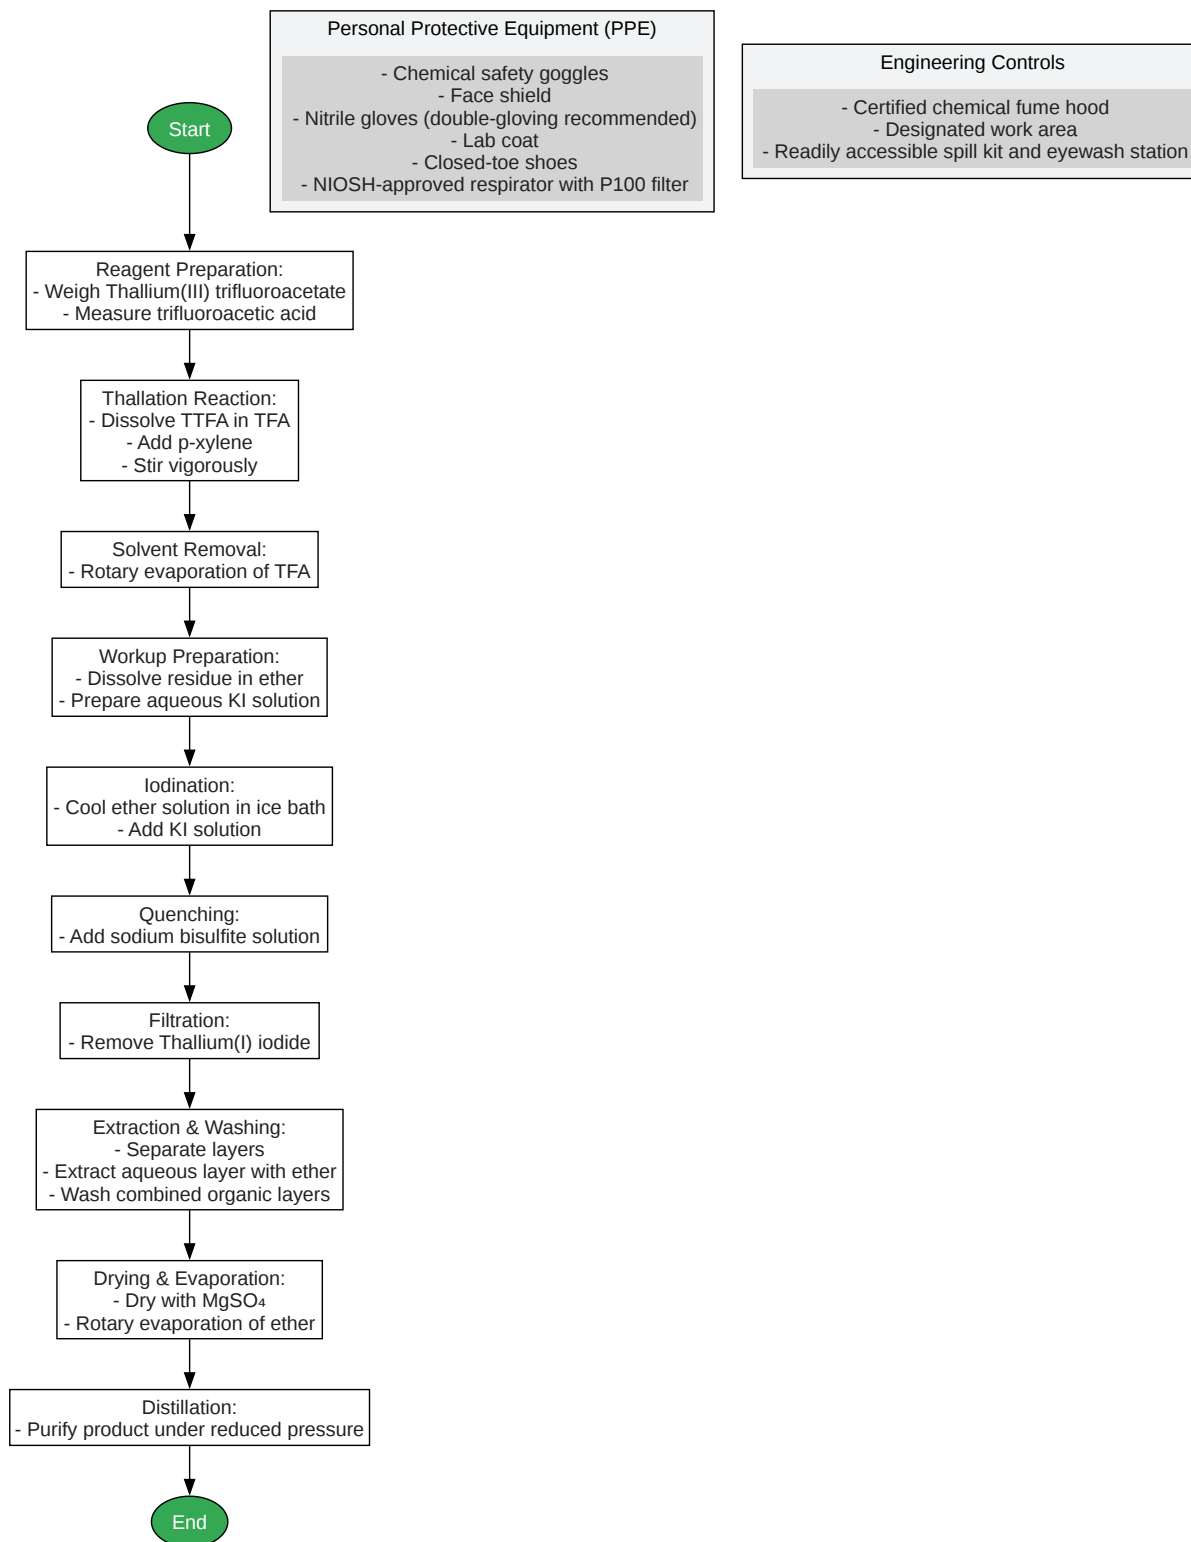 Personal Protective Equipment (PPE)
- Chemical safety goggles
- Face shield
- Nitrile gloves (double-gloving recommended)
- Lab coat
- Closed-toe shoes
- NIOSH-approved respirator with P100 filter
Engineering Controls
- Certified chemical fume hood
- Designated work area
- Readily accessible spill kit and eyewash station
Start
Reagent Preparation:
- Weigh Thallium(III) trifluoroacetate
- Measure trifluoroacetic acid
Thallation Reaction:
- Dissolve TTFA in TFA
- Add p-xylene
- Stir vigorously
Solvent Removal:
- Rotary evaporation of TFA
Workup Preparation:
- Dissolve residue in ether
- Prepare aqueous KI solution
Iodination:
- Cool ether solution in ice bath
- Add KI solution
Quenching:
- Add sodium bisulfite solution
Filtration:
- Remove Thallium(I) iodide
Extraction & Washing:
- Separate layers
- Extract aqueous layer with ether
- Wash combined organic layers
Drying & Evaporation:
- Dry with MgSO₄
- Rotary evaporation of ether
Distillation:
- Purify product under reduced pressure
End